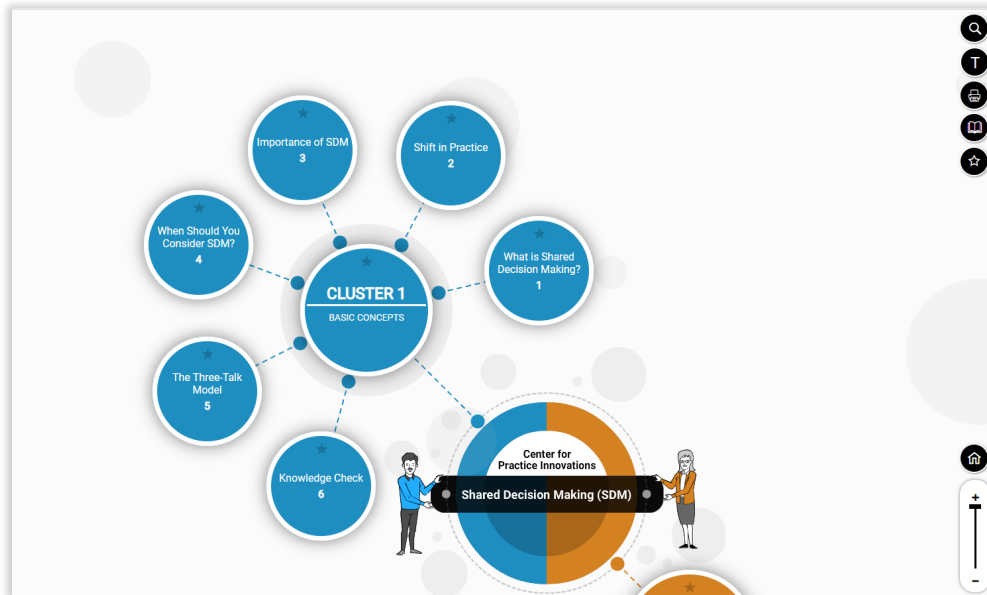 Importance of SDM
3
Shift in Practice
2
T
When Should You
Consider SDM?
4
What is Shared
Decision Making?
1
CLUSTER 1
BASIC CONCEPTS
The Three-Talk
Model
5
Knowledge Check
6
Center for
Practice Innovations
Shared Decision Making (SDM)
+
-